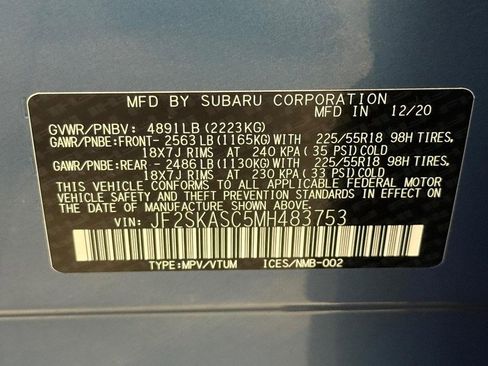 MFD BY SUBARU CORPORATION
MFD IN 12/20
GVWR/PNBV: 4891LB(2223KG)
GAWR/PNBE:FRONT- 2563LB(1165KG)WITH 225/55R18 98H TIRES,
18X7J RIMS AT 240 KPA(35 PSI)COLD
GAWR/PNBE:REAR -2486LB(1130KG)WITH 225/55R18 98H TIRES,
18X7J RIMS AT 230 KPA(33 PSI)COLD
THIS VEHICLE CONFORMS TO ALL APPLICABLE FEDERAL MOTOR
VEHICLE SAFETY AND THEFT PREVENTION STANDARDS IN EFFECT
ON THE DATE OF MANUFACTURE SHOWN ABOVE.
VIN: JF2SKASC5MH483753
TYPE:MPV/VTUM ICES/NMB-002